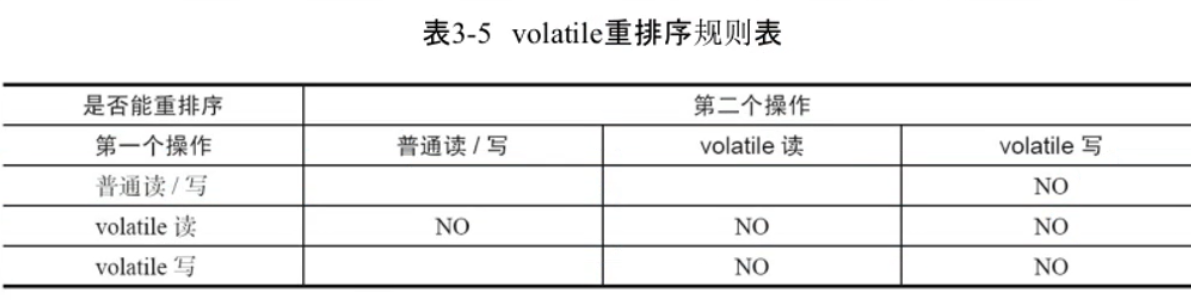 表3-5 volatile重排序规则表
是否能重排序 第二个操作
第一个操作 普通读 / 写 volatile 读 volatile 写
普通读 / 写 NO
volatile 读 NO NO NO
volatile 写 NO NO